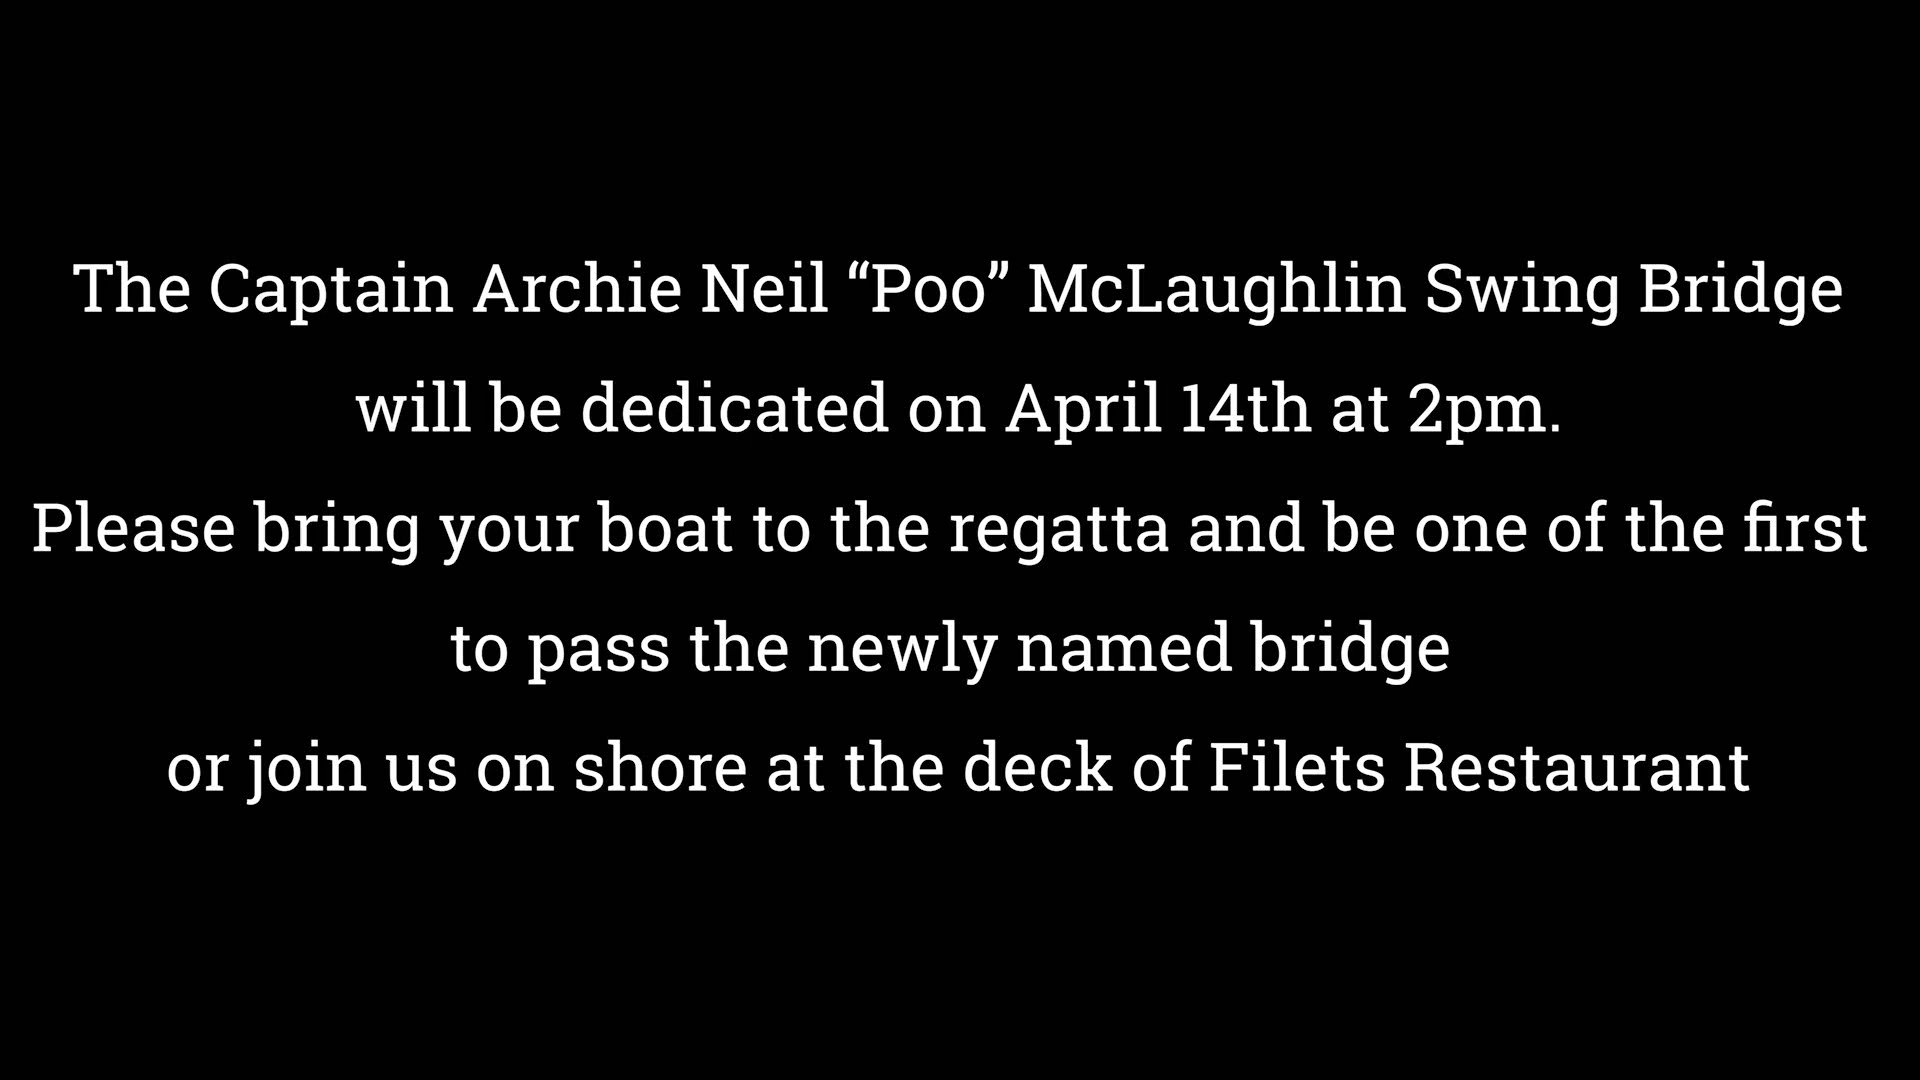 The Captain Archie Neil “Poo” McLaughlin Swing Bridge
will be dedicated on April 14th at 2pm.
Please bring your boat to the regatta and be one of the first
to pass the newly named bridge
or join us on shore at the deck of Filets Restaurant